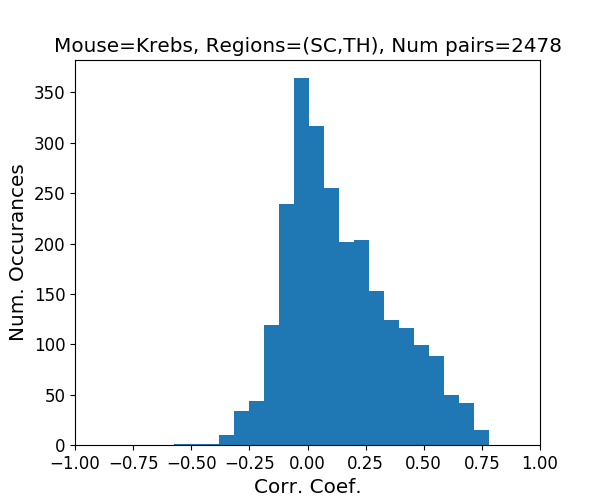 Mouse=Krebs, Regions=(SC,TH), Num pairs=2478
350
300
250
200
150
100
50
0
Num. Occurances
−1.00 −0.75 −0.50 −0.25 0.00 0.25 0.50 0.75 1.00
Corr. Coef.